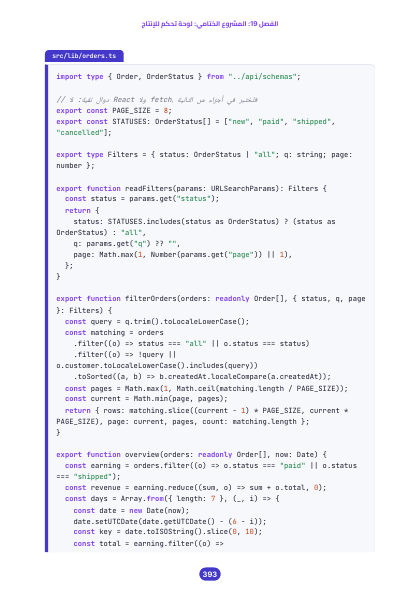 الفصل 19: المشروع الختامي: لوحة تحكم للإنتاج
src/lib/orders.ts
import type { Order, OrderStatus } from "../api/schemas";
// دوال نقية: لا React ولا fetch، فتُختبر في أجزاء من الثانية
export const PAGE_SIZE = 8;
export const STATUSES: OrderStatus[] = ["new", "paid", "shipped",
"cancelled"];
export type Filters = { status: OrderStatus | "all"; q: string; page:
number };
export function readFilters(params: URLSearchParams): Filters {
  const status = params.get("status");
  return {
    status: STATUSES.includes(status as OrderStatus) ? (status as
OrderStatus) : "all",
    q: params.get("q") ?? "",
    page: Math.max(1, Number(params.get("page")) || 1),
  };
}
export function filterOrders(orders: readonly Order[], { status, q, page
}: Filters) {
  const query = q.trim().toLocaleLowerCase();
  const matching = orders
    .filter((o) => status === "all" || o.status === status)
    .filter((o) => !query ||
o.customer.toLocaleLowerCase().includes(query))
    .toSorted((a, b) => b.createdAt.localeCompare(a.createdAt));
  const pages = Math.max(1, Math.ceil(matching.length / PAGE_SIZE));
  const current = Math.min(page, pages);
  return { rows: matching.slice((current - 1) * PAGE_SIZE, current *
PAGE_SIZE), page: current, pages, count: matching.length };
}
export function overview(orders: readonly Order[], now: Date) {
  const earning = orders.filter((o) => o.status === "paid" || o.status
=== "shipped");
  const revenue = earning.reduce((sum, o) => sum + o.total, 0);
  const days = Array.from({ length: 7 }, (_, i) => {
    const date = new Date(now);
    date.setUTCDate(date.getUTCDate() - (6 - i));
    const key = date.toISOString().slice(0, 10);
    const total = earning.filter((o) =>
393